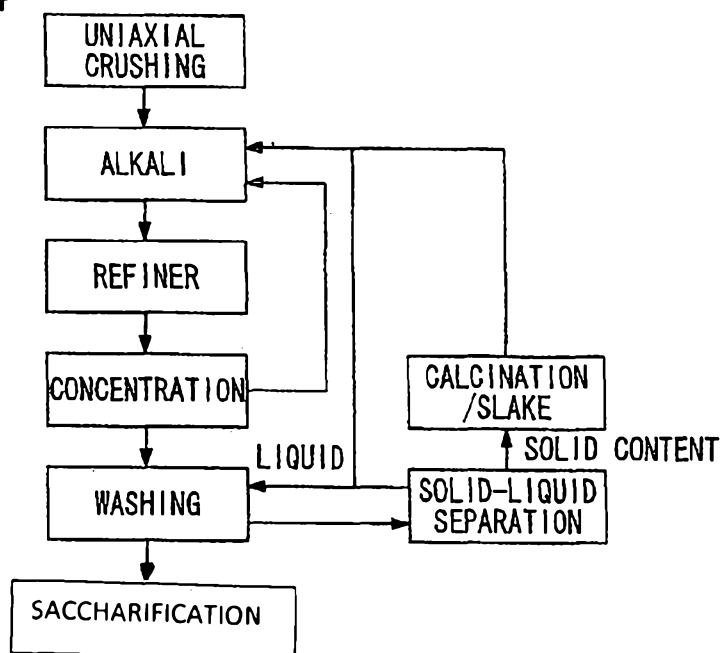 UNIAXIAL
CRUSHING
ALKALI
REFINER
CONCENTRATION
CALCINATION
/SLAKE
LIQUID
SOLID CONTENT
WASHING
SOLID-LIQUID
SEPARATION
SACCHARIFICATION